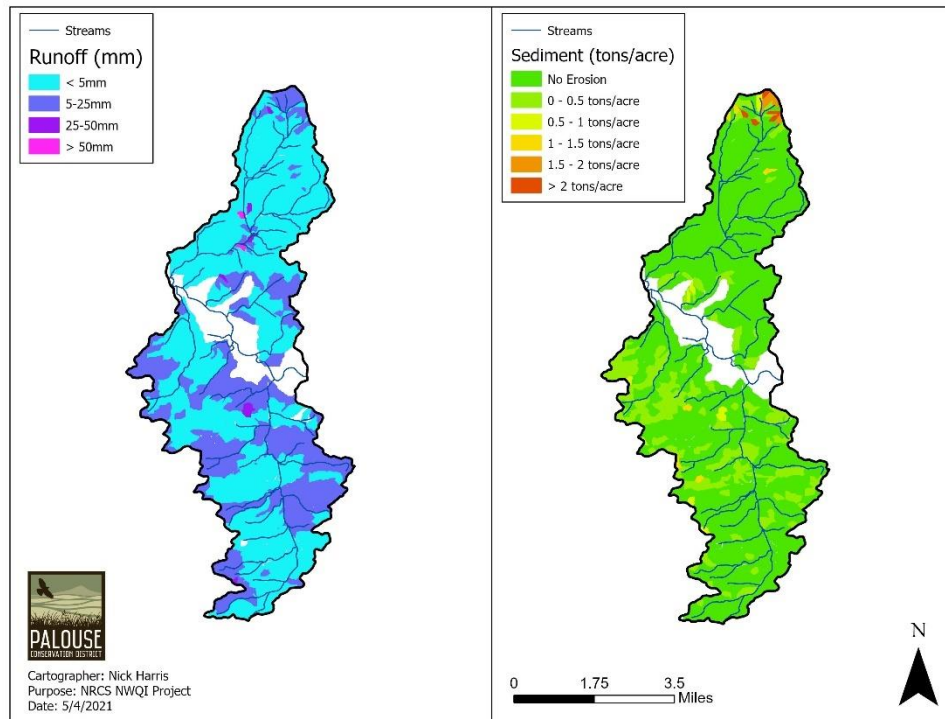 Streams
Runoff (mm)
< 5mm
5-25mm
25-50mm
> 50mm
PALOUSE
CONSERVATION DISTRICT
Cartographer: Nick Harris
Purpose: NRCS NWQI Project
Date: 5/4/2021
Streams
Sediment (tons/acre)
No Erosion
0 - 0.5 tons/acre
0.5 - 1 tons/acre
1 - 1.5 tons/acre
1.5 - 2 tons/acre
> 2 tons/acre
0 1.75 3.5
Miles
N